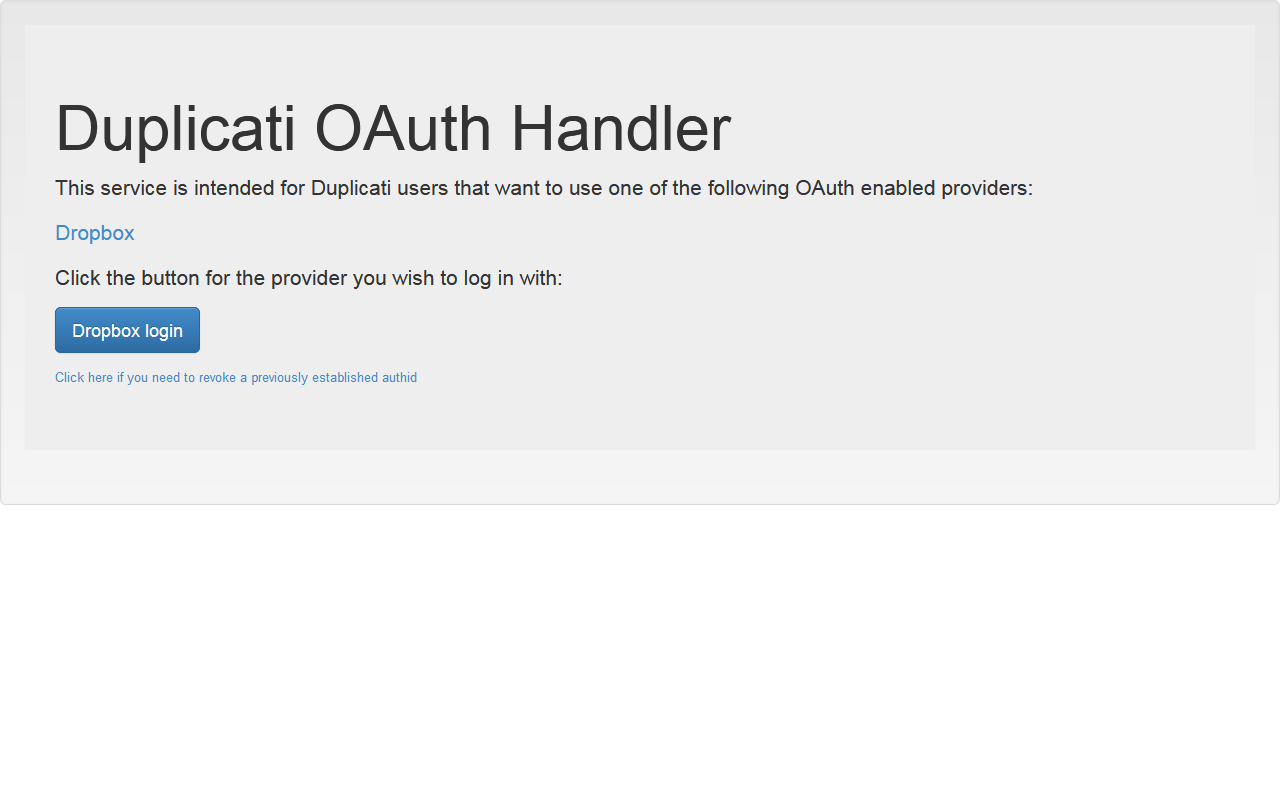 Duplicati OAuth Handler
This service is intended for Duplicati users that want to use one of the following OAuth enabled providers:
Dropbox
Click the button for the provider you wish to log in with:
Dropbox login
Click here if you need to revoke a previously established authid